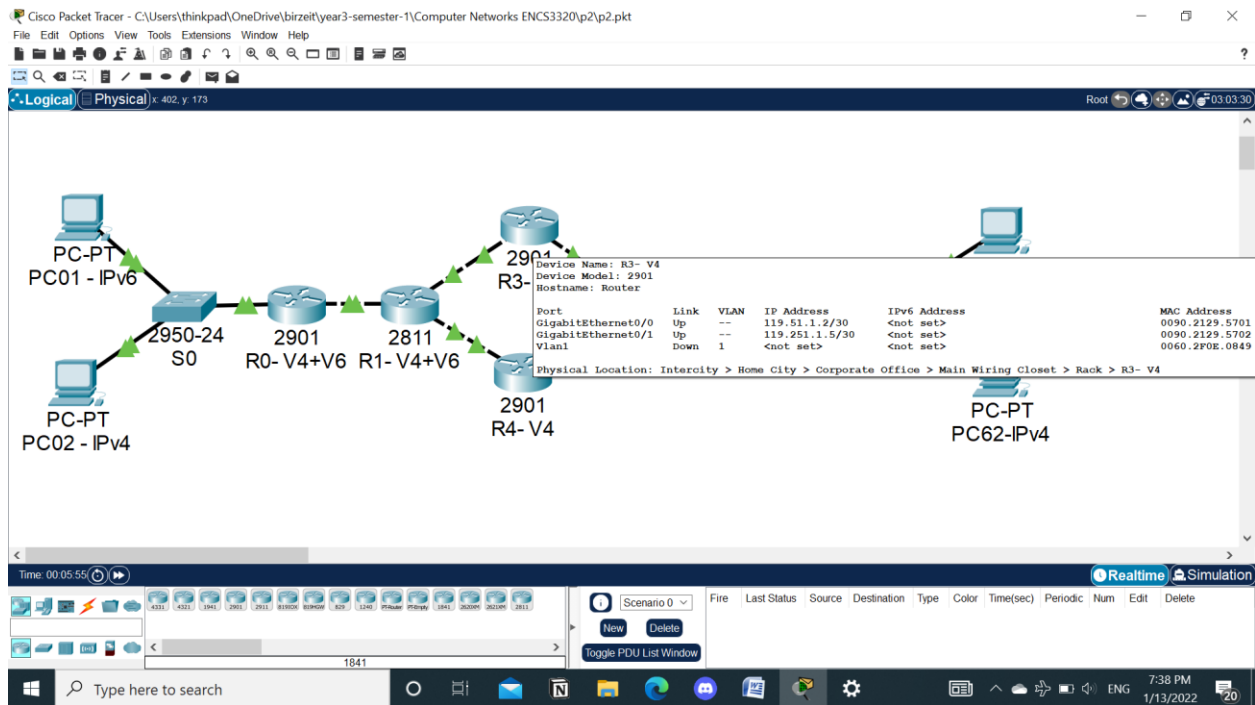 Cisco Packet Tracer - C:\Users\thinkpad\OneDrive\birzeit\year3-semester-1\Computer Networks ENCS3320\p2\p2.pkt
File Edit Options View Tools Extensions Window Help
?
Logical Physical x: 402, y: 173 Root 03:03:30
PC-PT
PC01 - IPv6
2950-24
S0
2901
R0- V4+V6
2811
R1- V4+V6
2901
R3-
Device Name: R3- V4
Device Model: 2901
Hostname: Router
Port Link VLAN IP Address IPv6 Address MAC Address
GigabitEthernet0/0 Up -- 119.51.1.2/30 <not set> 0090.2129.5701
GigabitEthernet0/1 Up -- 119.251.1.5/30 <not set> 0090.2129.5702
Vlan1 Down 1 <not set> <not set> 0060.2F0E.0849
Physical Location: Intercity > Home City > Corporate Office > Main Wiring Closet > Rack > R3- V4
PC-PT
PC02 - IPv4
2901
R4- V4
PC-PT
PC62-IPv4
Time: 00:05:55 Realtime Simulation
4331 4321 1941 2901 2911 819HGW 829 1240 PT-Router PT-Empty 1841 2620XM 2621XM 2811
Scenario 0
Fire Last Status Source Destination Type Color Time(sec) Periodic Num Edit Delete
New Delete
Toggle PDU List Window
1841
Type here to search
ENG
7:38 PM
1/13/2022
20